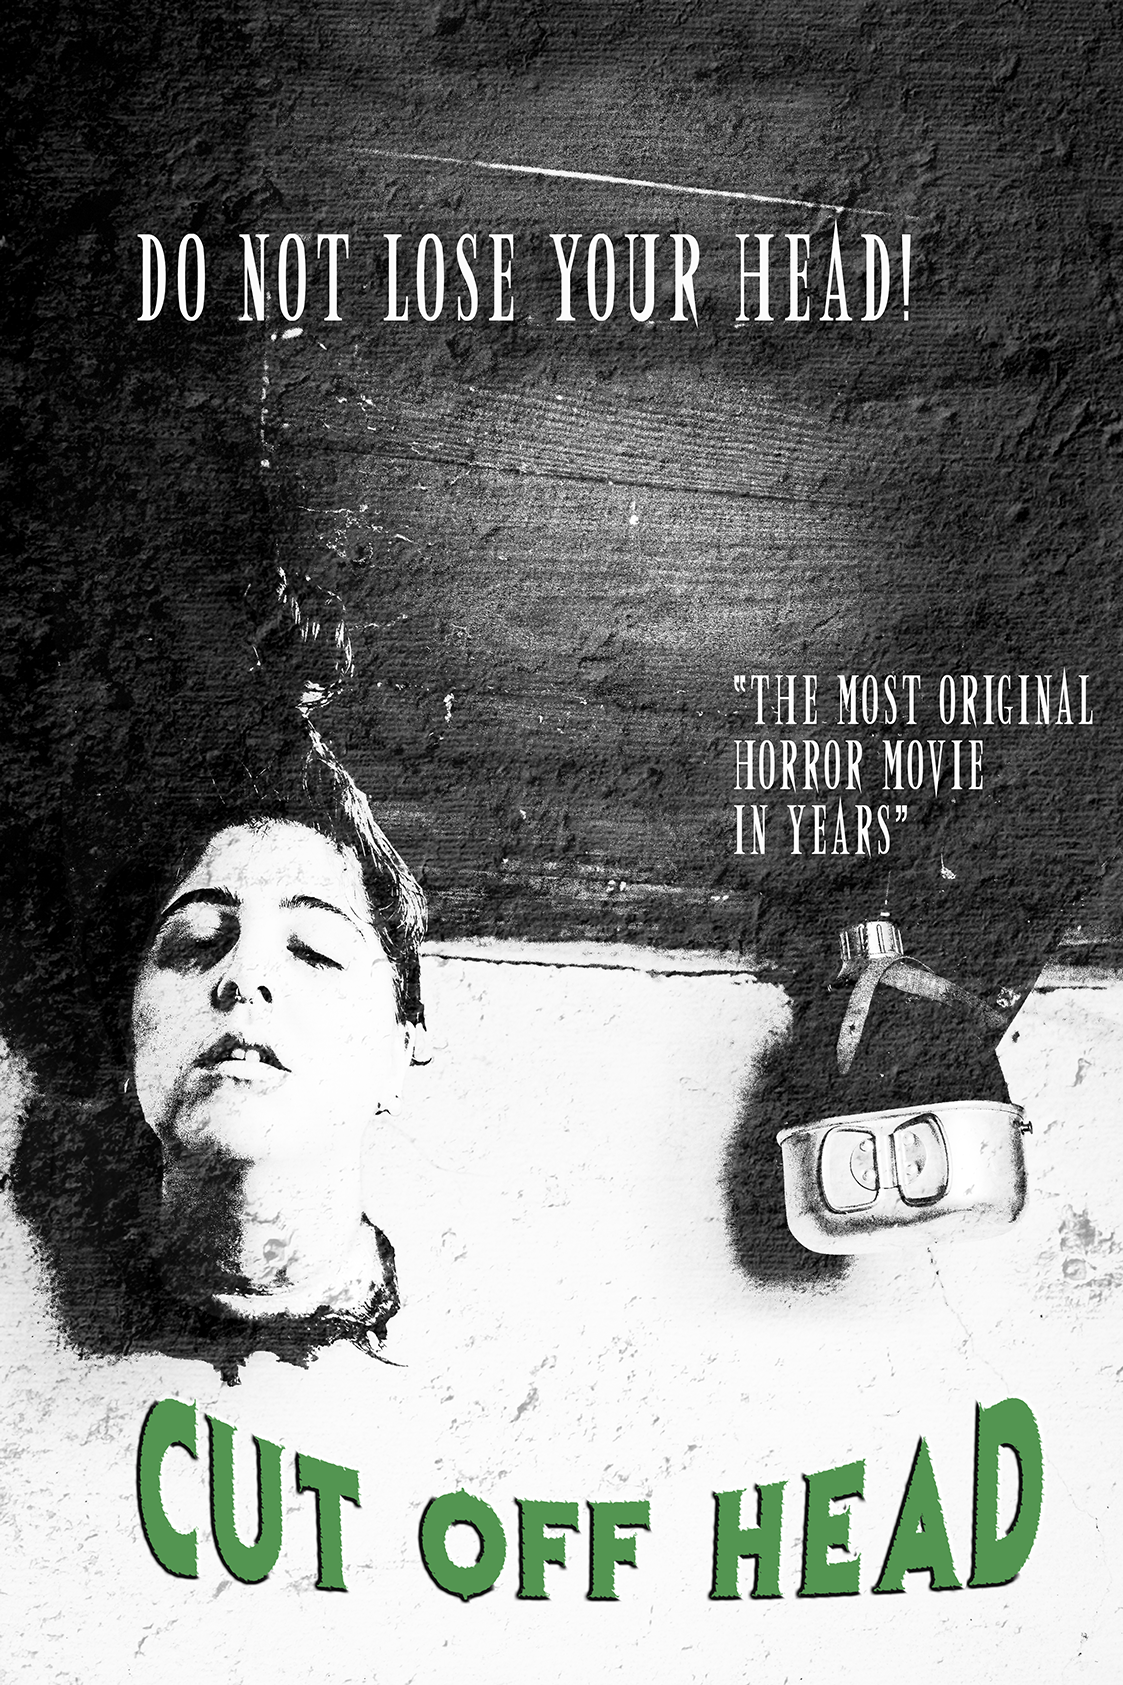 DO NOT LOSE YOUR HEAD!
“THE MOST ORIGINAL
HORROR MOVIE
IN YEARS”
CUT OFF HEAD